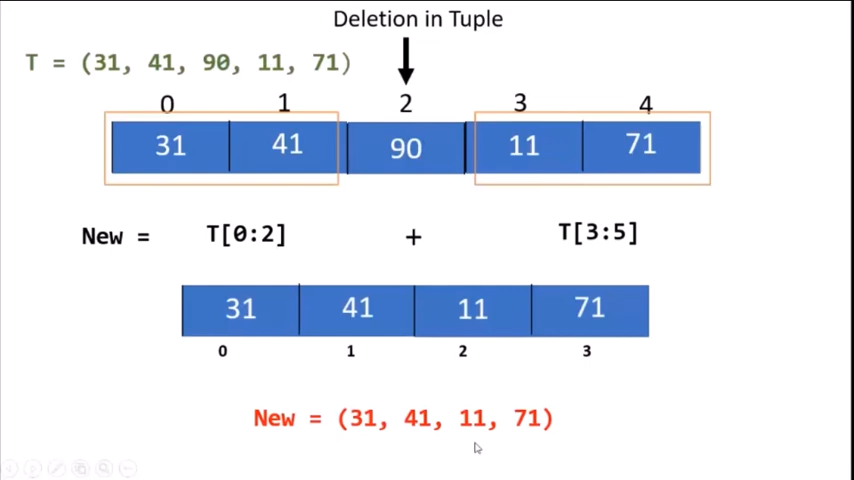 Deletion in Tuple
T = (31, 41, 90, 11, 71)
0 1 2 3 4
31 41 90 11 71
New = T[0:2] + T[3:5]
31 41 11 71
0 1 2 3
New = (31, 41, 11, 71)